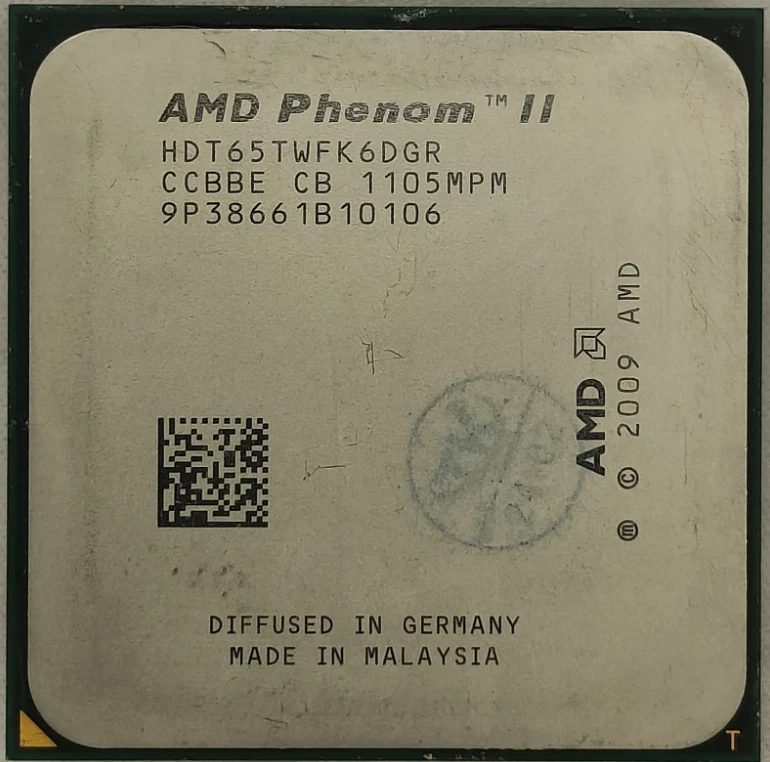 AMD Phenom™ II
HDT65TWFK6DGR
CCBBE CB 1105MPM
9P38661B10106
AMD
ⓜ © 2009 AMD
DIFFUSED IN GERMANY
MADE IN MALAYSIA
T